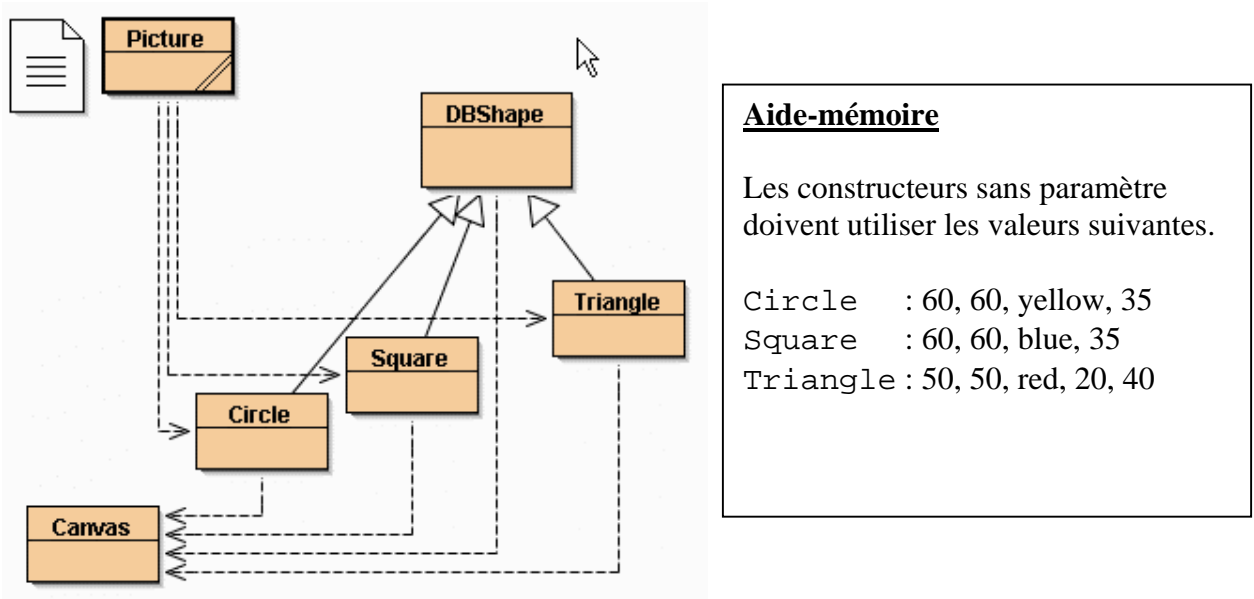 Picture
DBShape
Triangle
Square
Circle
Canvas
Aide-mémoire
Les constructeurs sans paramètre
doivent utiliser les valeurs suivantes.
Circle : 60, 60, yellow, 35
Square : 60, 60, blue, 35
Triangle : 50, 50, red, 20, 40